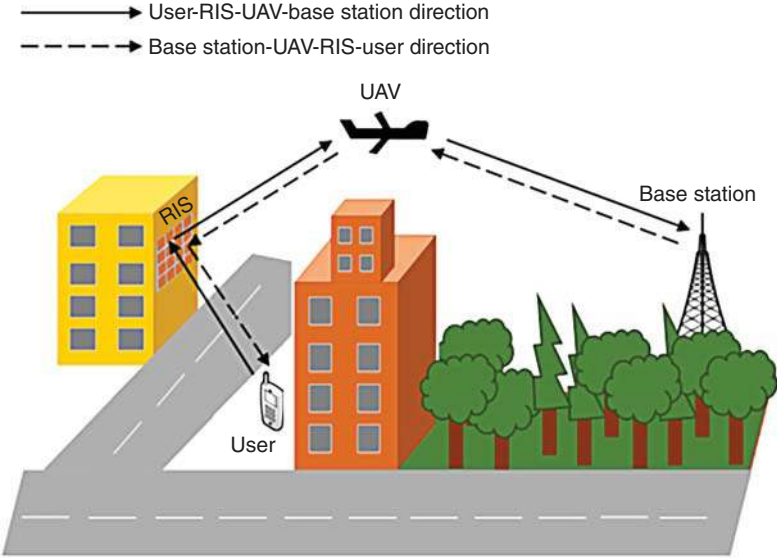 User-RIS-UAV-base station direction
Base station-UAV-RIS-user direction
UAV
Base station
RIS
User